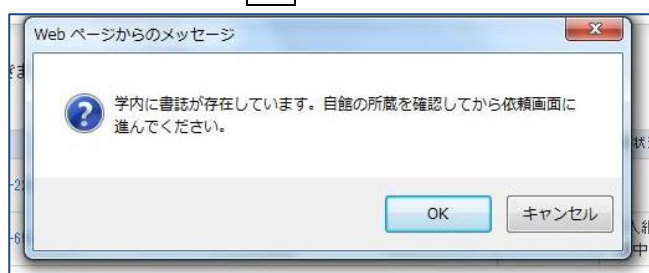 Web ページからのメッセージ
学内に書誌が存在しています。自館の所蔵を確認してから依頼画面に
進んでください。
OK
キャンセル